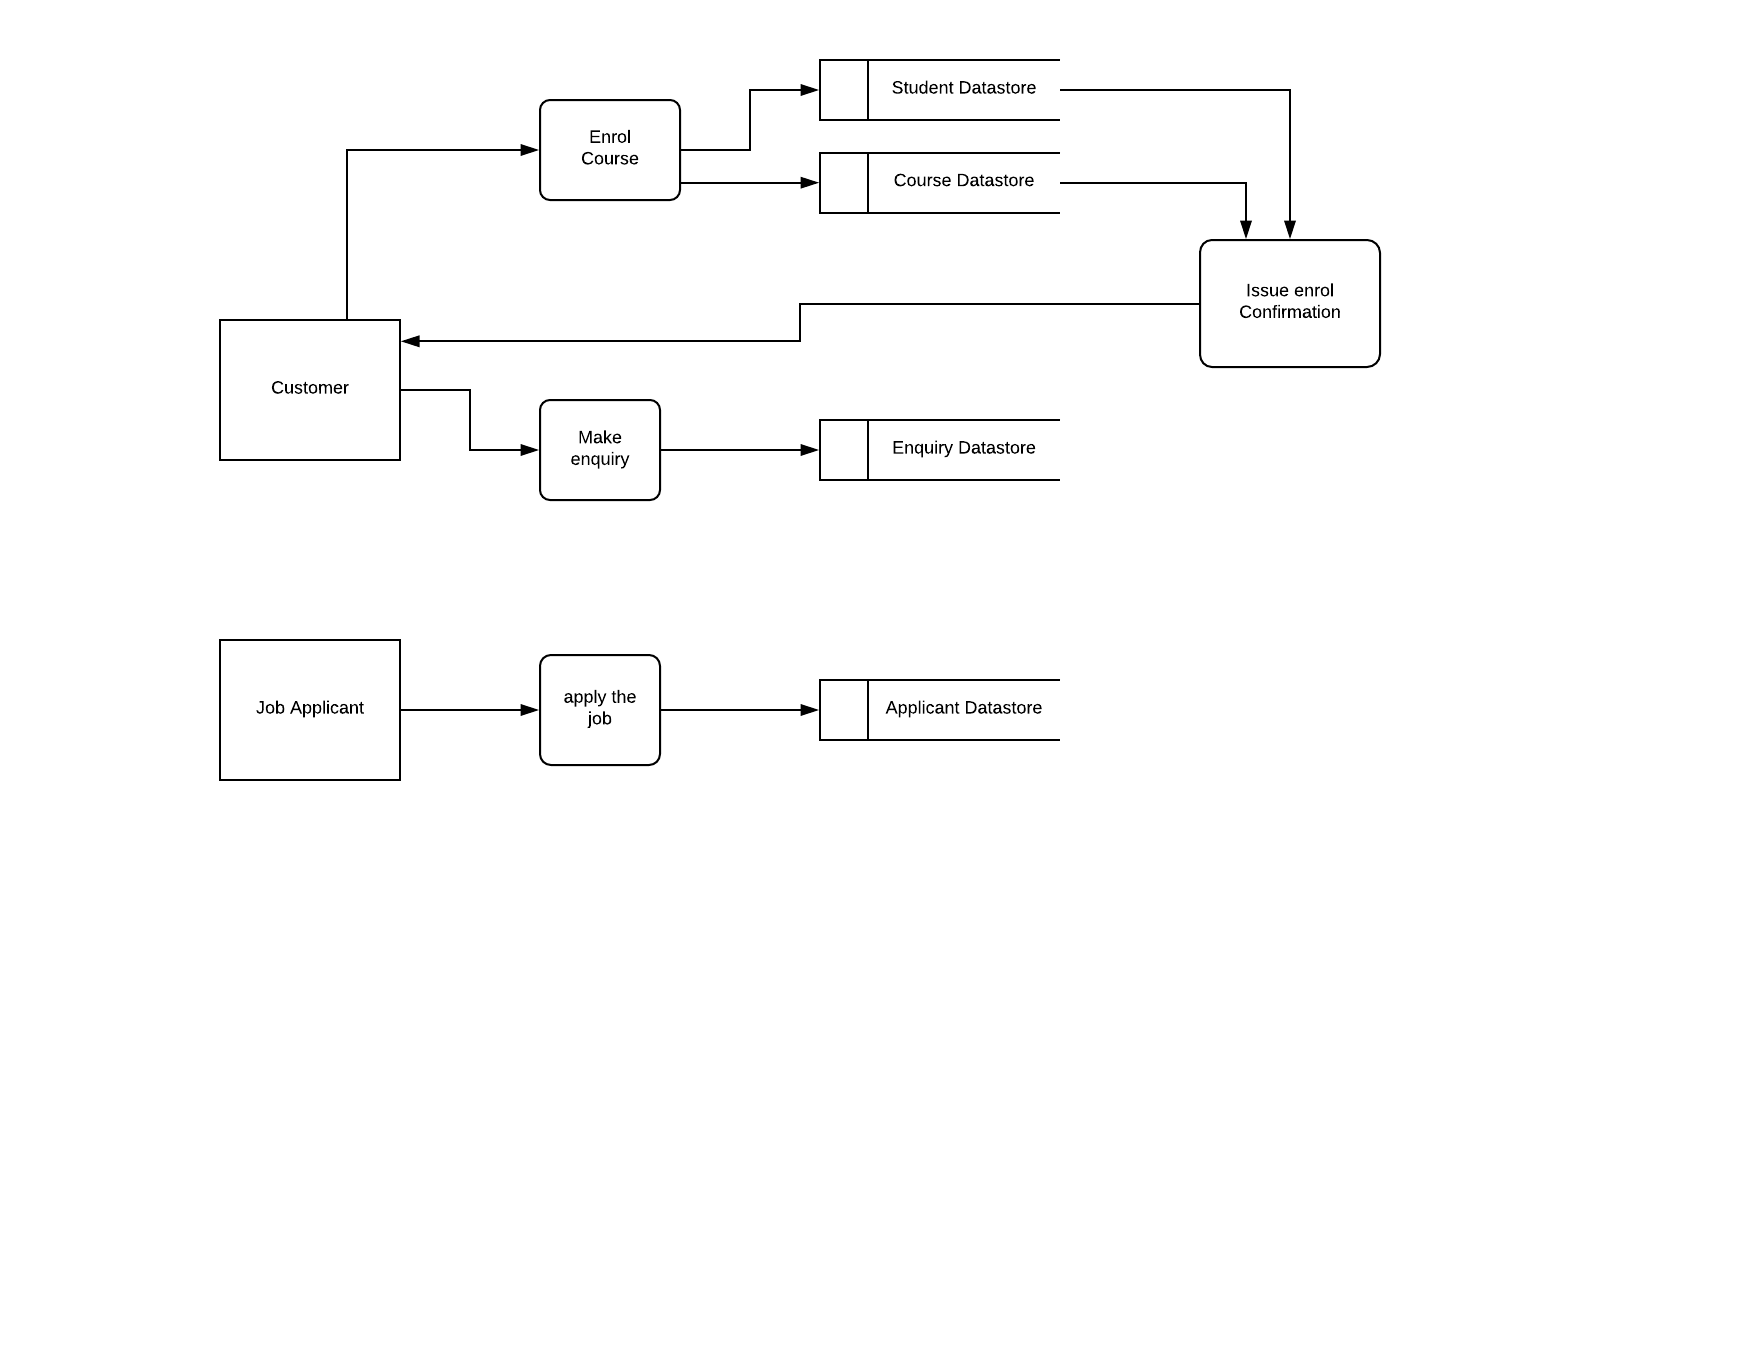 Student Datastore
Enrol
Course
Course Datastore
Issue enrol
Confirmation
Customer
Make
enquiry
Enquiry Datastore
Job Applicant
apply the
job
Applicant Datastore